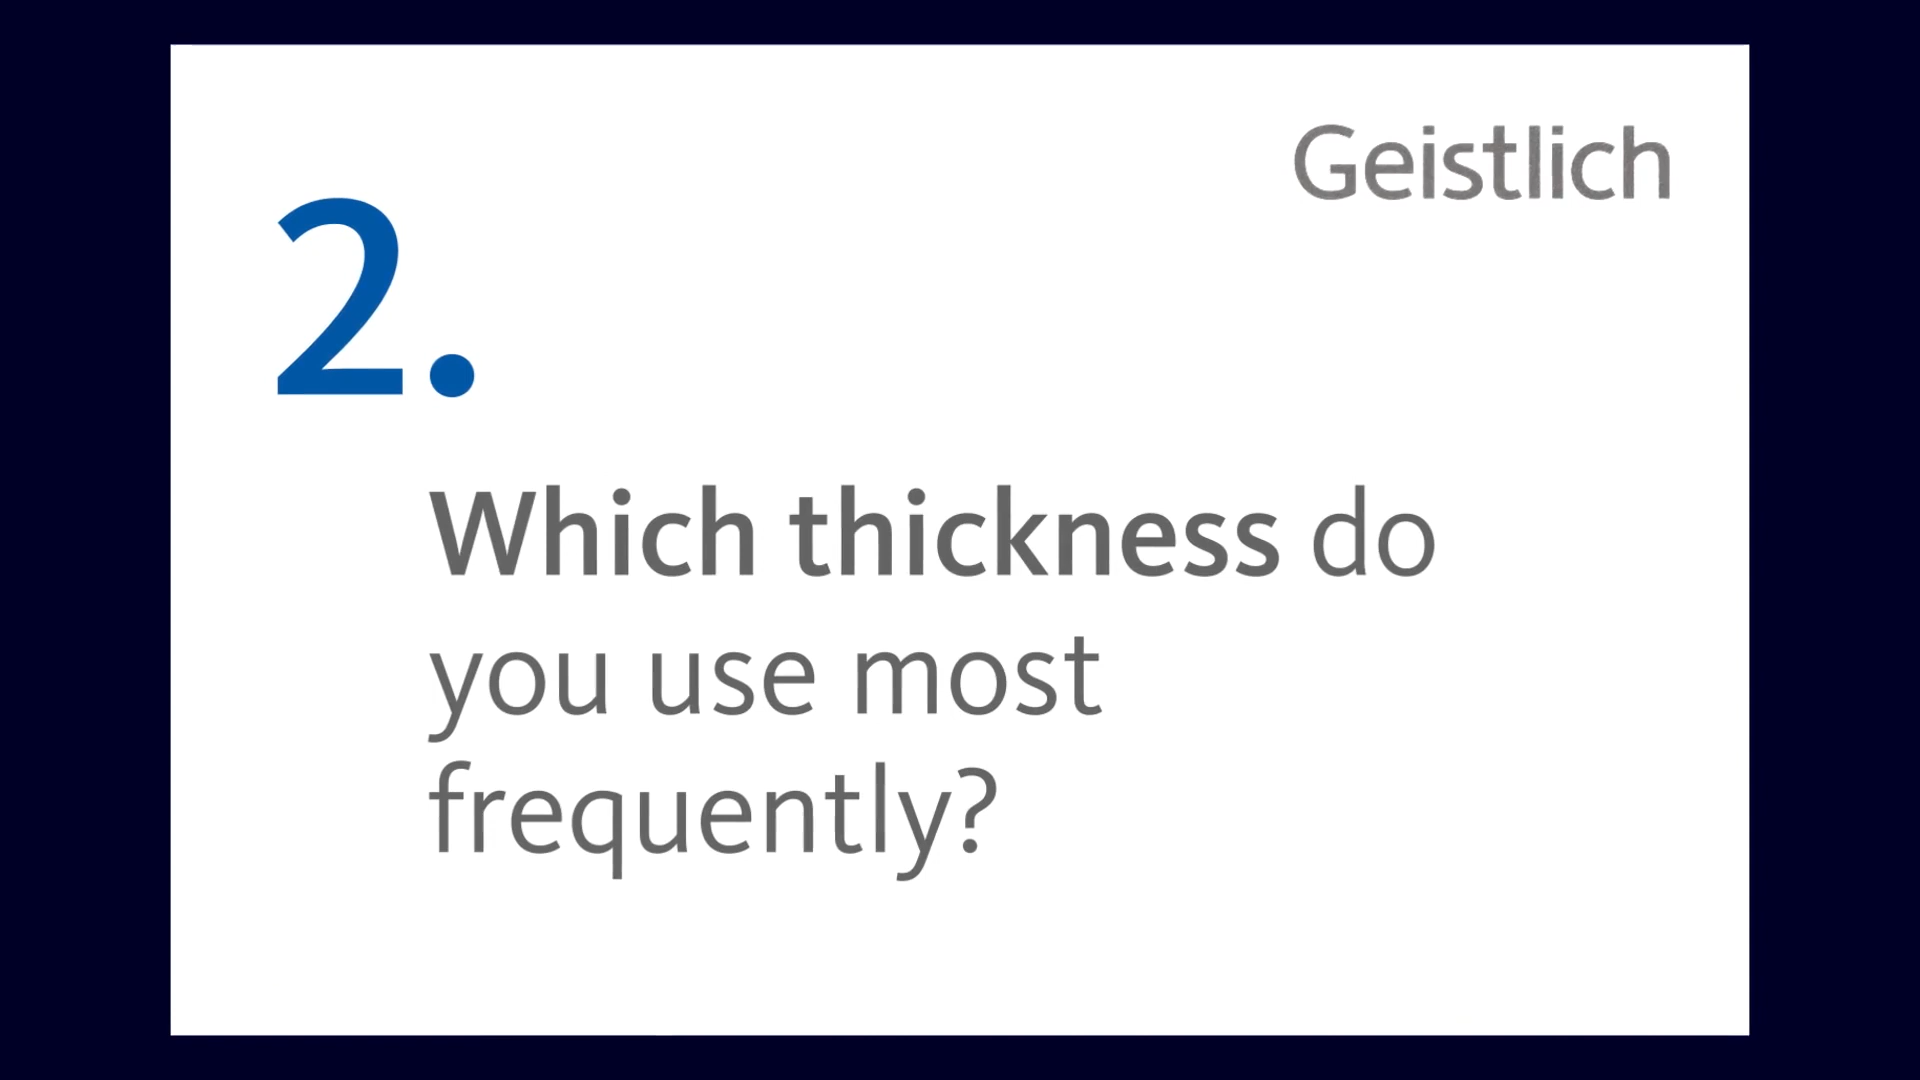 Geistlich
2.
Which thickness do
you use most
frequently?